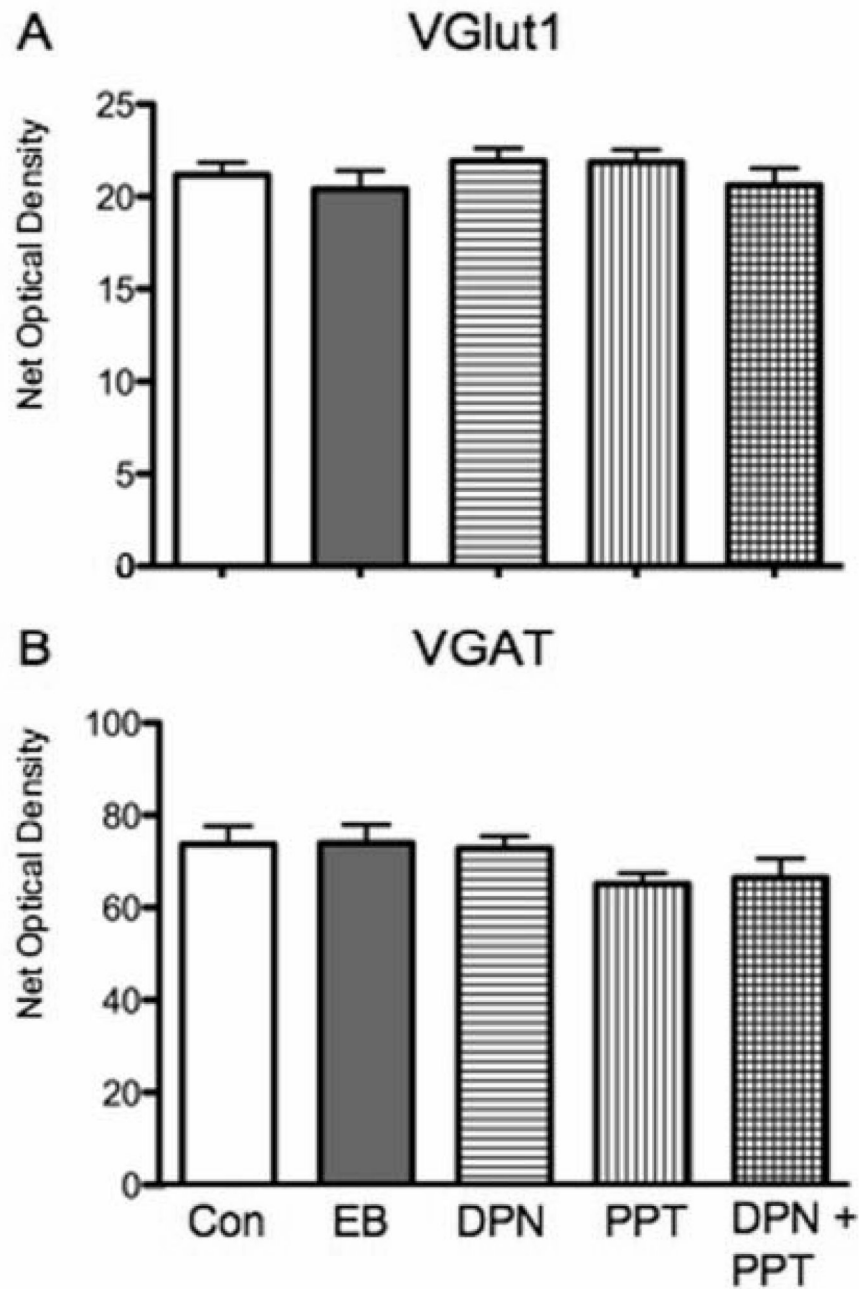 A
VGlut1
Net Optical Density
25
20
15
10
5
0
B
VGAT
Net Optical Density
100
80
60
40
20
0
Con EB DPN PPT DPN +
PPT